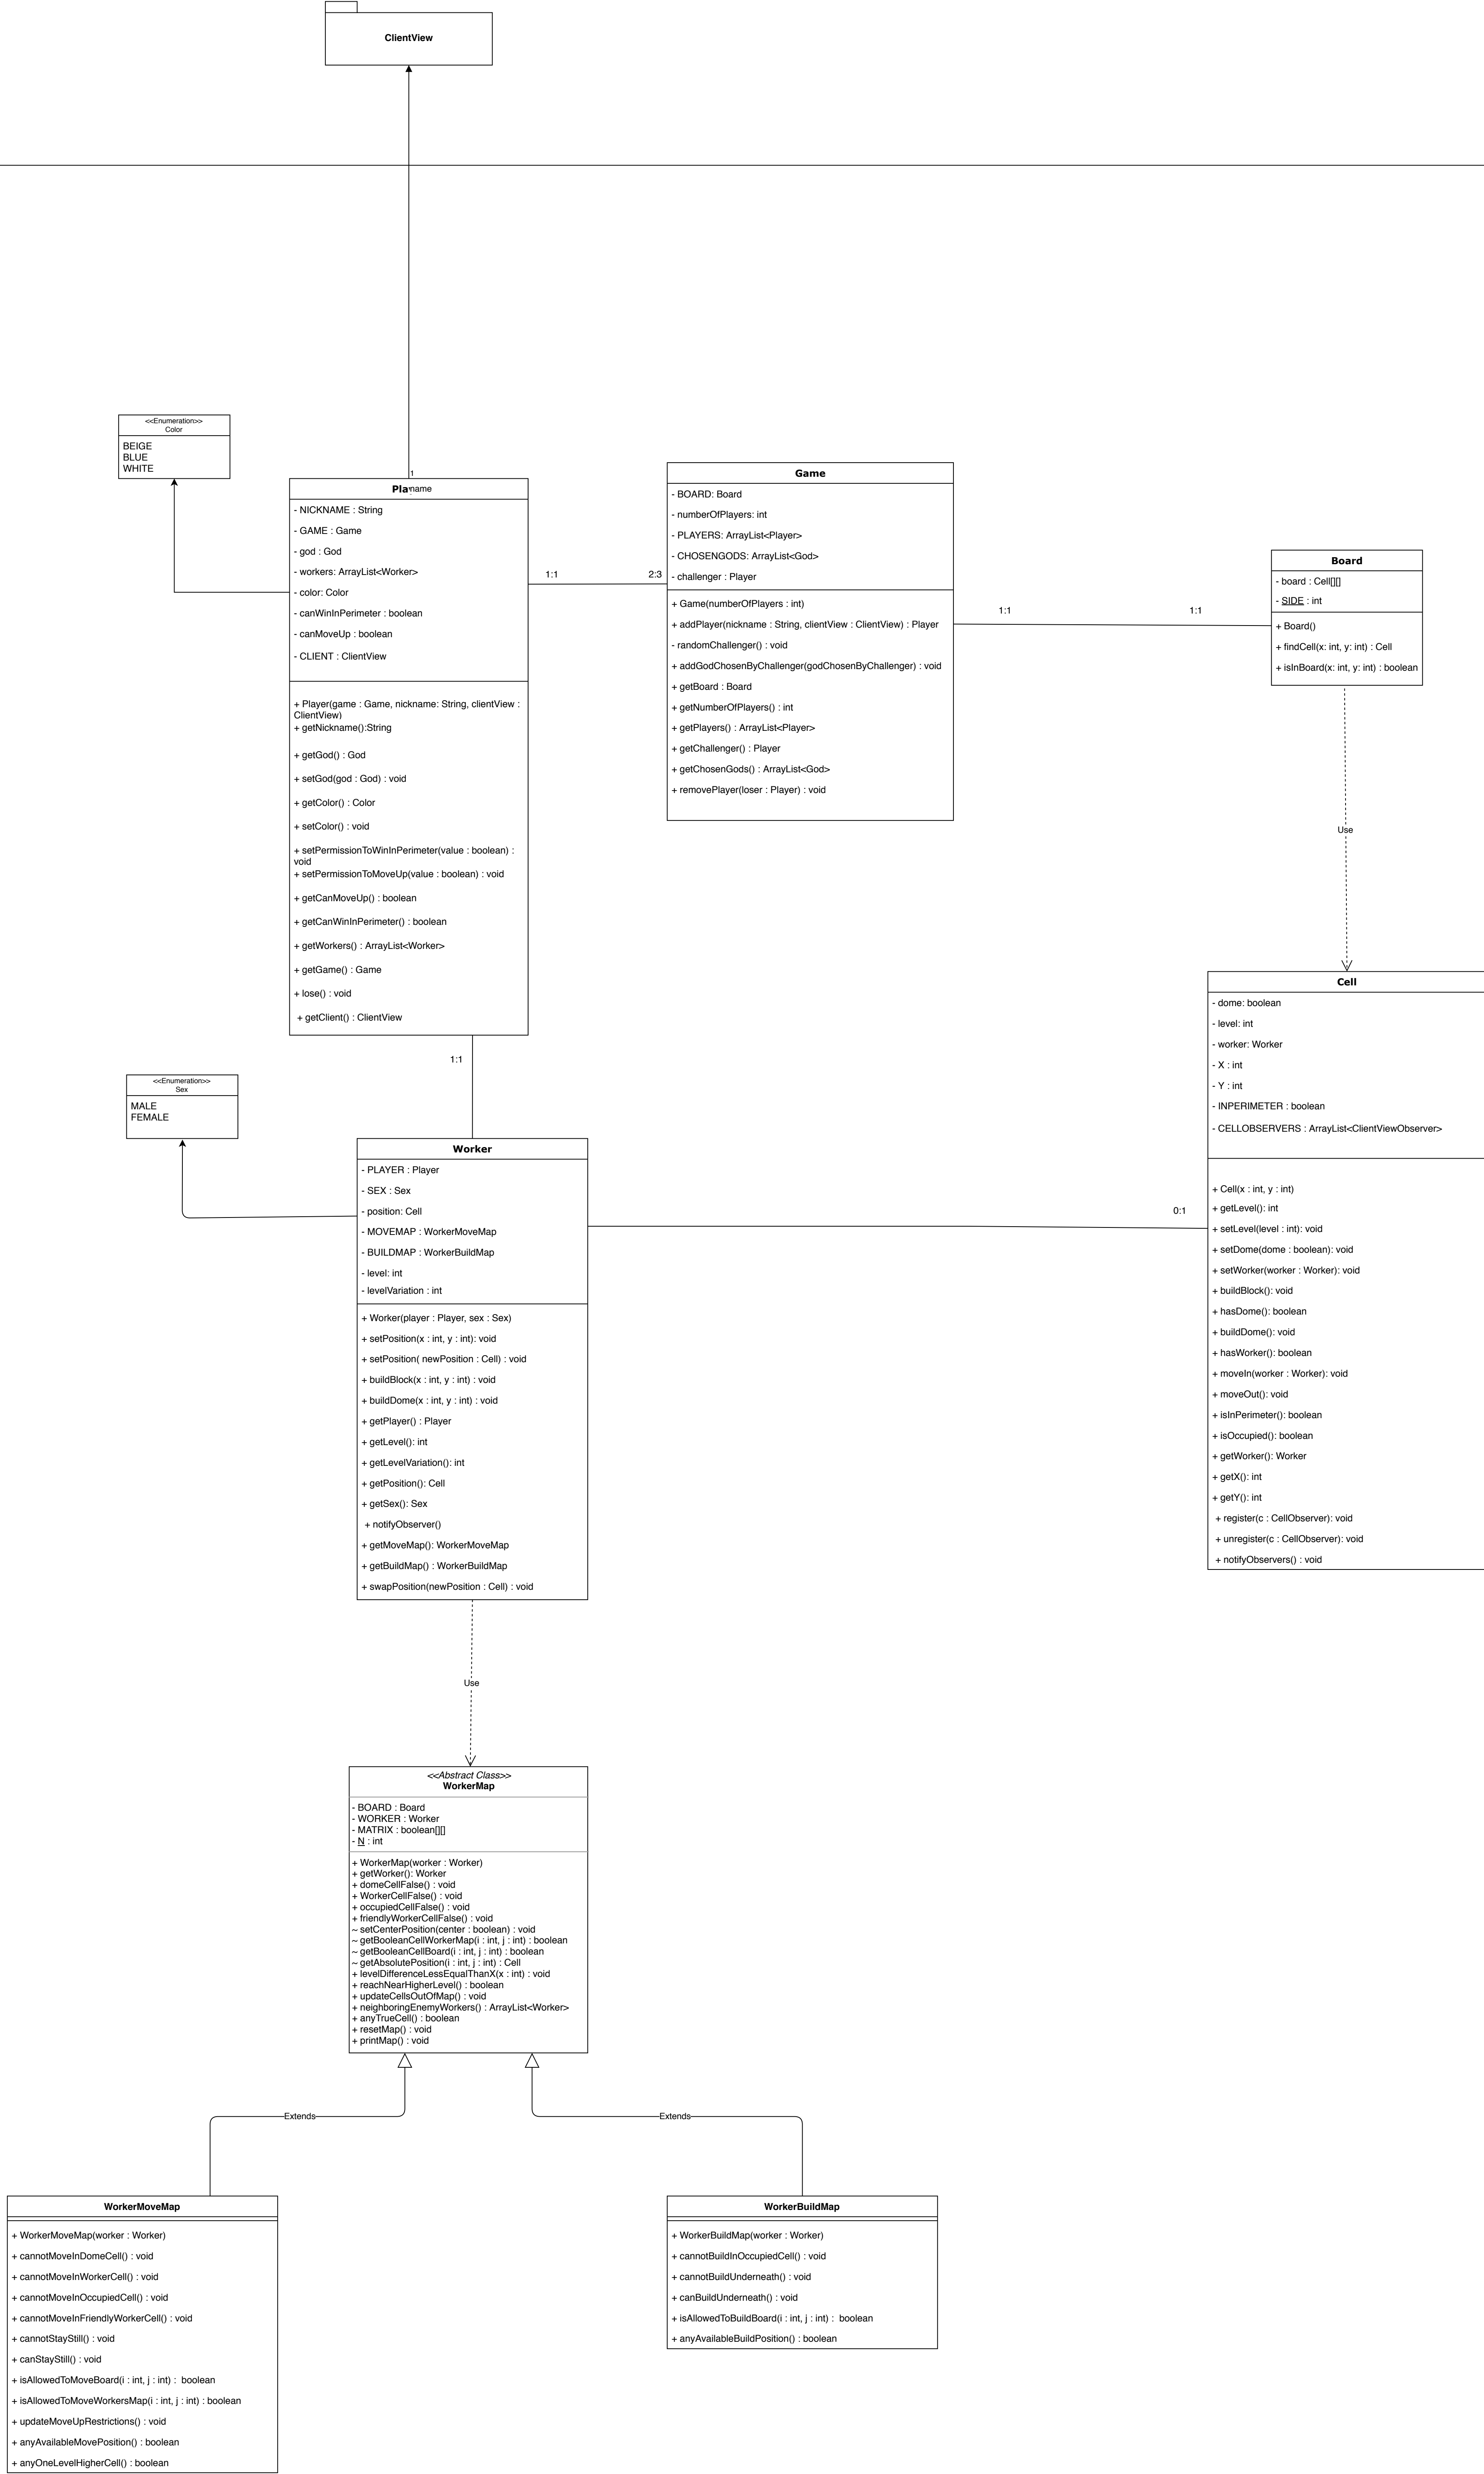 ClientView
<<Enumeration>>
Color
BEIGE
BLUE
WHITE
1
name
- NICKNAME : String
- GAME : Game
- god : God
- workers: ArrayList<Worker>
- color: Color
- canWinInPerimeter : boolean
- canMoveUp : boolean
- CLIENT : ClientView
+ Player(game : Game, nickname: String, clientView :
ClientView)
+ getNickname():String
+ getGod() : God
+ setGod(god : God) : void
+ getColor() : Color
+ setColor() : void
+ setPermissionToWinInPerimeter(value : boolean) :
void
+ setPermissionToMoveUp(value : boolean) : void
+ getCanMoveUp() : boolean
+ getCanWinInPerimeter() : boolean
+ getWorkers() : ArrayList<Worker>
+ getGame() : Game
+ lose() : void
+ getClient() : ClientView
1:1
2:3
Game
- BOARD: Board
- numberOfPlayers: int
- PLAYERS: ArrayList<Player>
- CHOSENGODS: ArrayList<God>
- challenger : Player
+ Game(numberOfPlayers : int)
+ addPlayer(nickname : String, clientView : ClientView) : Player
- randomChallenger() : void
+ addGodChosenByChallenger(godChosenByChallenger) : void
+ getBoard : Board
+ getNumberOfPlayers() : int
+ getPlayers() : ArrayList<Player>
+ getChallenger() : Player
+ getChosenGods() : ArrayList<God>
+ removePlayer(loser : Player) : void
1:1
1:1
Board
- board : Cell[][]
- SIDE : int
+ Board()
+ findCell(x: int, y: int) : Cell
+ isInBoard(x: int, y: int) : boolean
Use
Cell
- dome: boolean
- level: int
- worker: Worker
- X : int
- Y : int
- INPERIMETER : boolean
- CELLOBSERVERS : ArrayList<ClientViewObserver>
+ Cell(x : int, y : int)
+ getLevel(): int
+ setLevel(level : int): void
+ setDome(dome : boolean): void
+ setWorker(worker : Worker): void
+ buildBlock(): void
+ hasDome(): boolean
+ buildDome(): void
+ hasWorker(): boolean
+ moveIn(worker : Worker): void
+ moveOut(): void
+ isInPerimeter(): boolean
+ isOccupied(): boolean
+ getWorker(): Worker
+ getX(): int
+ getY(): int
+ register(c : CellObserver): void
+ unregister(c : CellObserver): void
+ notifyObservers() : void
1:1
<<Enumeration>>
Sex
MALE
FEMALE
0:1
Worker
- PLAYER : Player
- SEX : Sex
- position: Cell
- MOVEMAP : WorkerMoveMap
- BUILDMAP : WorkerBuildMap
- level: int
- levelVariation : int
+ Worker(player : Player, sex : Sex)
+ setPosition(x : int, y : int): void
+ setPosition( newPosition : Cell) : void
+ buildBlock(x : int, y : int) : void
+ buildDome(x : int, y : int) : void
+ getPlayer() : Player
+ getLevel(): int
+ getLevelVariation(): int
+ getPosition(): Cell
+ getSex(): Sex
+ notifyObserver()
+ getMoveMap(): WorkerMoveMap
+ getBuildMap() : WorkerBuildMap
+ swapPosition(newPosition : Cell) : void
Use
<<Abstract Class>>
WorkerMap
- BOARD : Board
- WORKER : Worker
- MATRIX : boolean[][]
- N : int
+ WorkerMap(worker : Worker)
+ getWorker(): Worker
+ domeCellFalse() : void
+ WorkerCellFalse() : void
+ occupiedCellFalse() : void
+ friendlyWorkerCellFalse() : void
~ setCenterPosition(center : boolean) : void
~ getBooleanCellWorkerMap(i : int, j : int) : boolean
~ getBooleanCellBoard(i : int, j : int) : boolean
~ getAbsolutePosition(i : int, j : int) : Cell
+ levelDifferenceLessEqualThanX(x : int) : void
+ reachNearHigherLevel() : boolean
+ updateCellsOutOfMap() : void
+ neighboringEnemyWorkers() : ArrayList<Worker>
+ anyTrueCell() : boolean
+ resetMap() : void
+ printMap() : void
Extends
Extends
WorkerMoveMap
+ WorkerMoveMap(worker : Worker)
+ cannotMoveInDomeCell() : void
+ cannotMoveInWorkerCell() : void
+ cannotMoveInOccupiedCell() : void
+ cannotMoveInFriendlyWorkerCell() : void
+ cannotStayStill() : void
+ canStayStill() : void
+ isAllowedToMoveBoard(i : int, j : int) :  boolean
+ isAllowedToMoveWorkersMap(i : int, j : int) : boolean
+ updateMoveUpRestrictions() : void
+ anyAvailableMovePosition() : boolean
+ anyOneLevelHigherCell() : boolean
WorkerBuildMap
+ WorkerBuildMap(worker : Worker)
+ cannotBuildInOccupiedCell() : void
+ cannotBuildUnderneath() : void
+ canBuildUnderneath() : void
+ isAllowedToBuildBoard(i : int, j : int) :  boolean
+ anyAvailableBuildPosition() : boolean